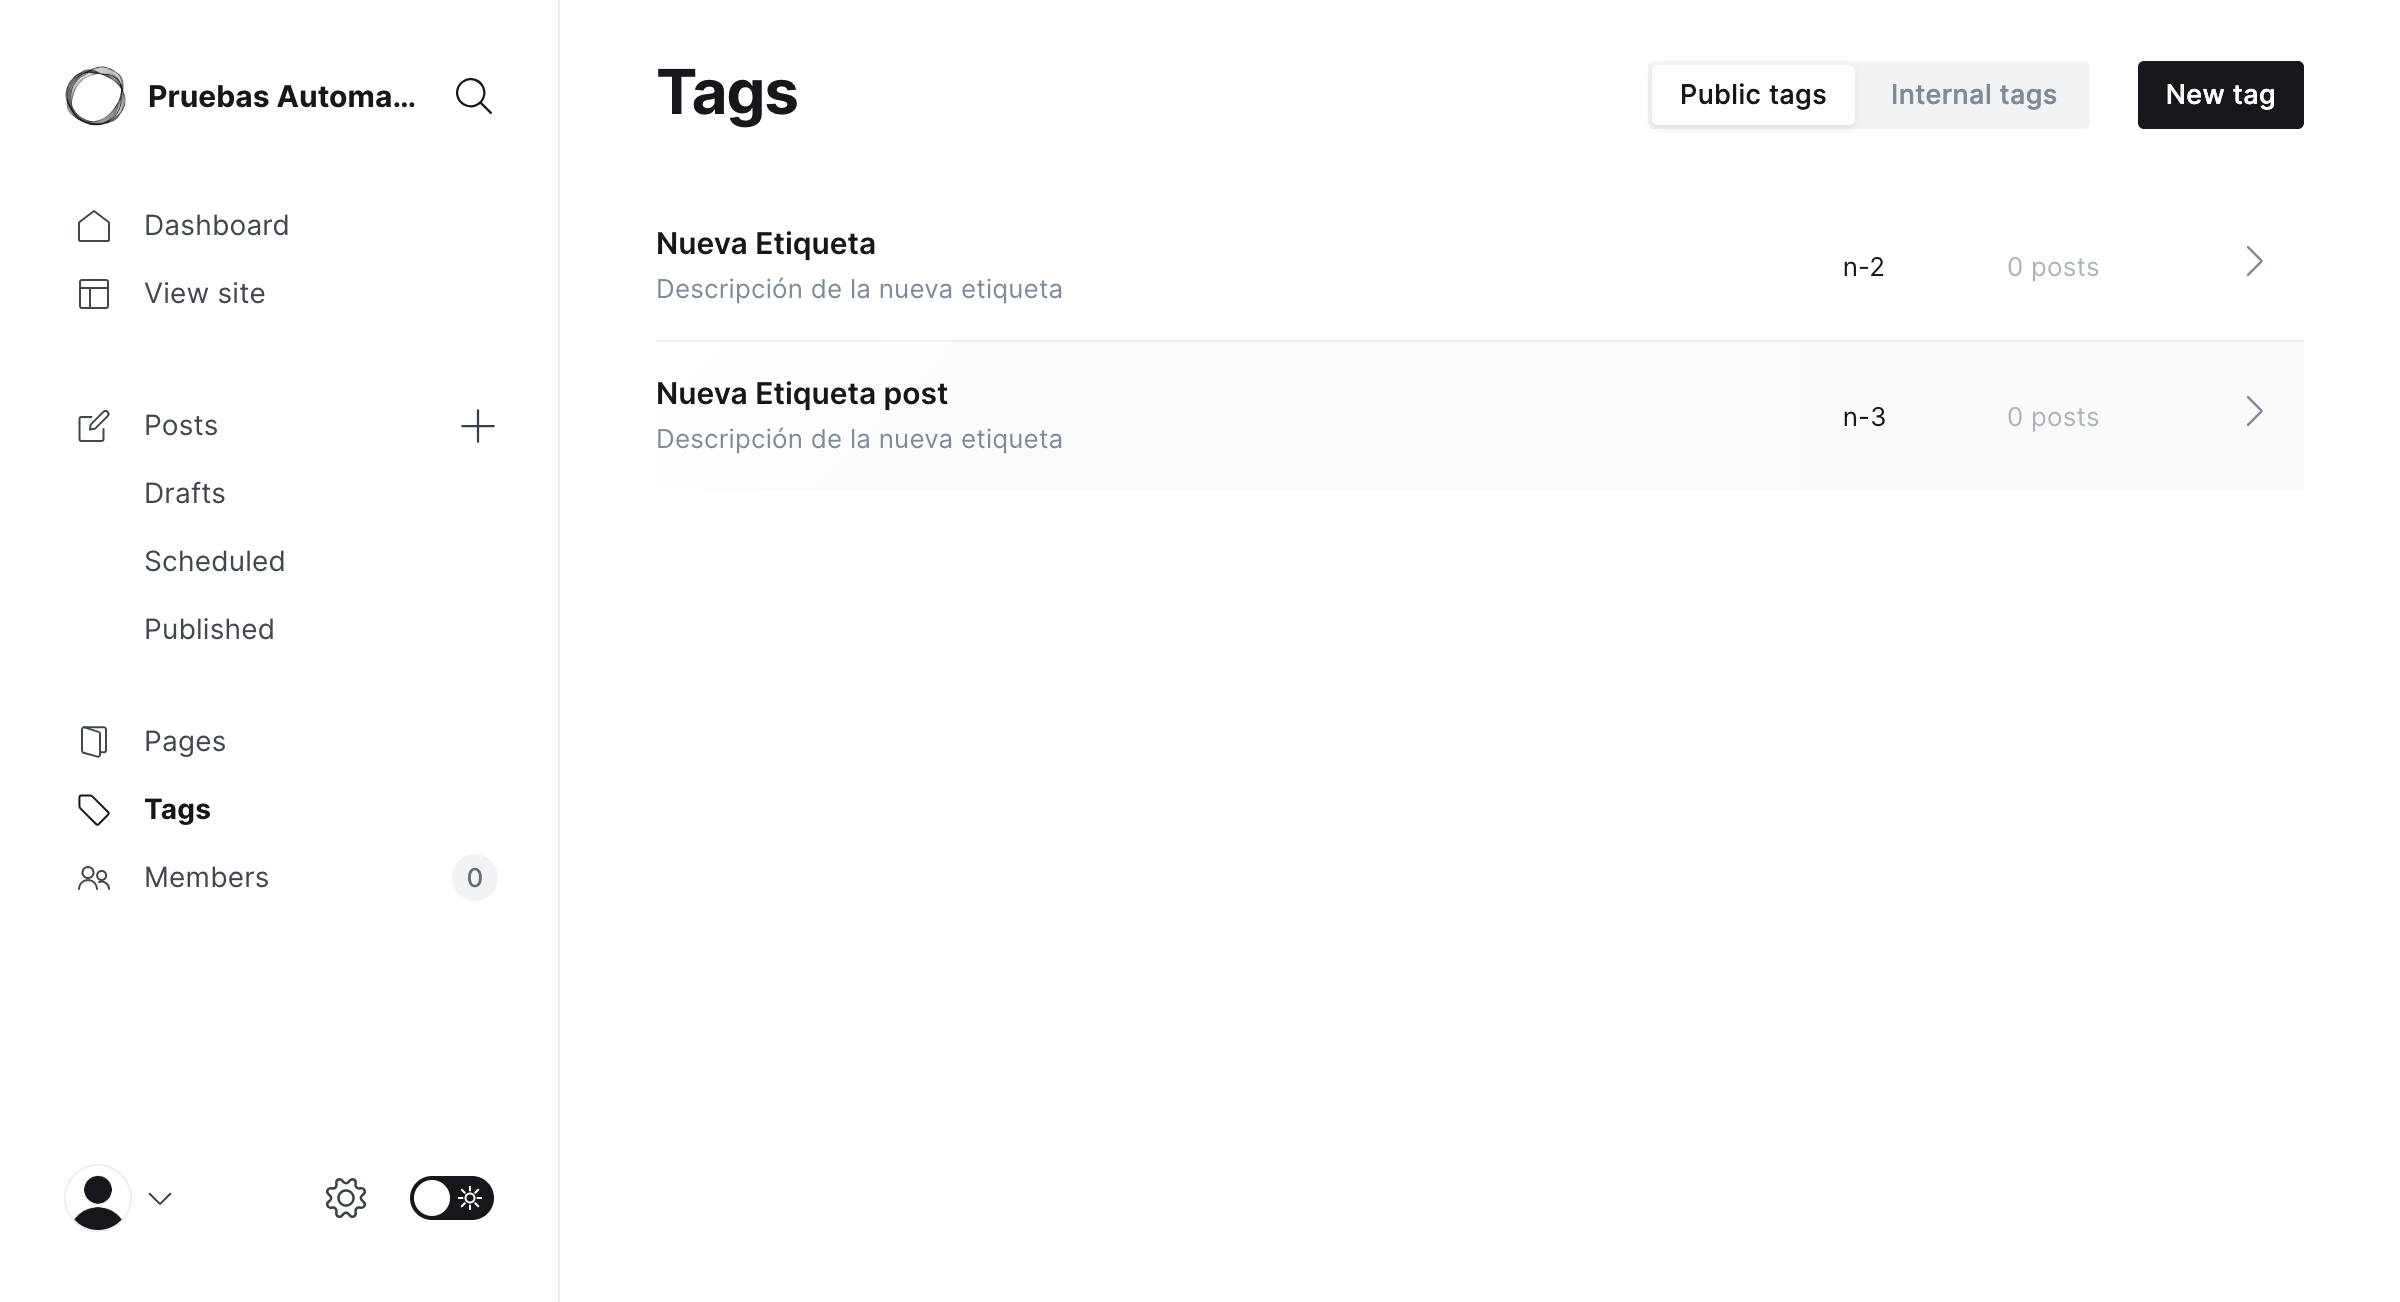 Pruebas Automa...
Dashboard
View site
Posts
Drafts
Scheduled
Published
Pages
Tags
Members 0
Tags
Public tags Internal tags New tag
Nueva Etiqueta
Descripción de la nueva etiqueta
n-2 0 posts
Nueva Etiqueta post
Descripción de la nueva etiqueta
n-3 0 posts